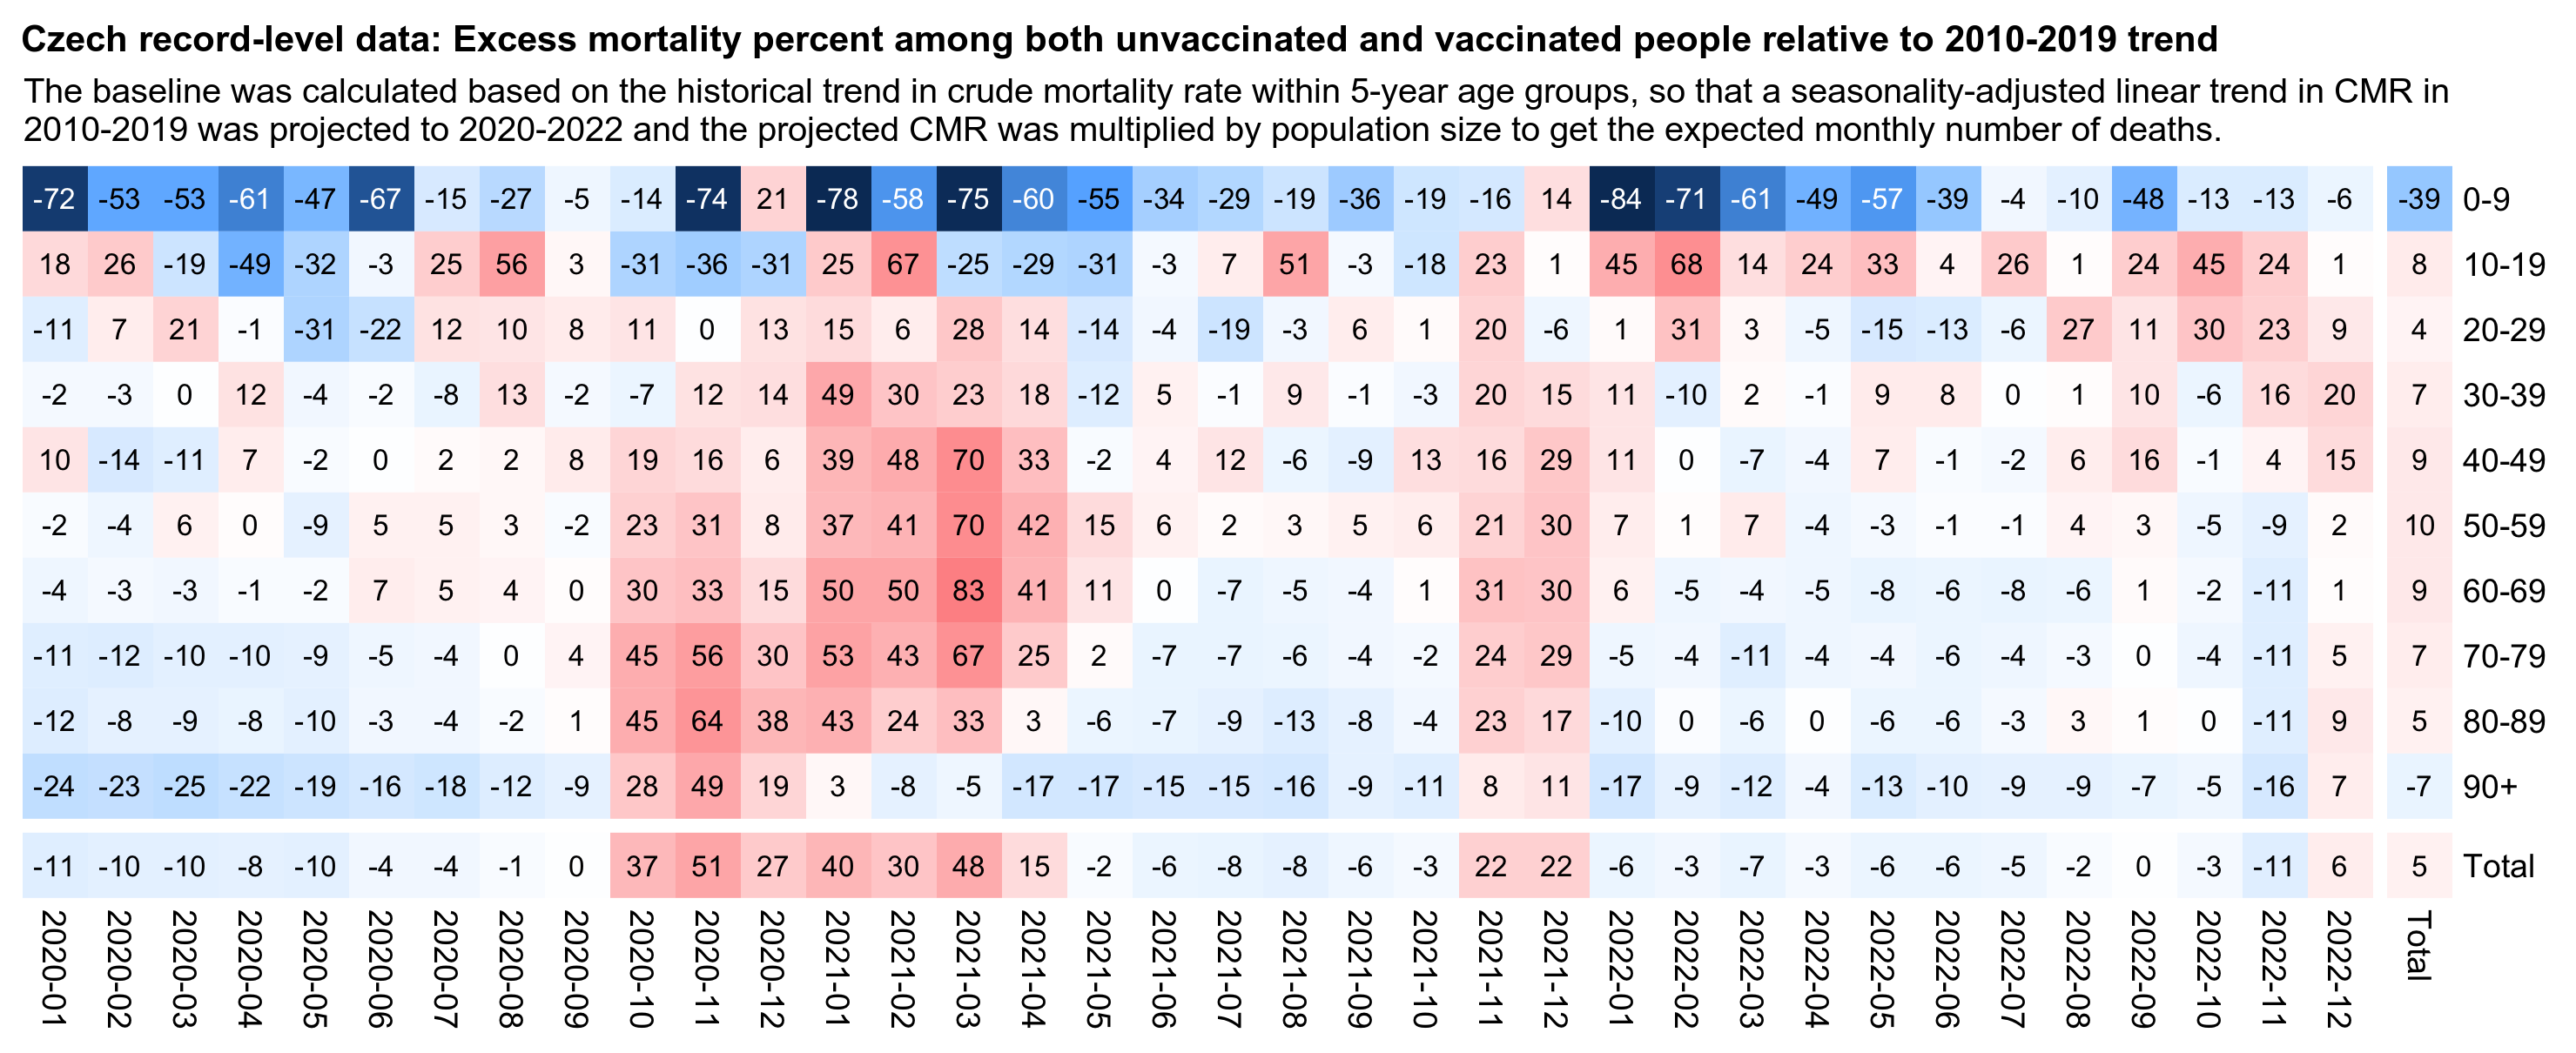 Czech record-level data: Excess mortality percent among both unvaccinated and vaccinated people relative to 2010-2019 trend
The baseline was calculated based on the historical trend in crude mortality rate within 5-year age groups, so that a seasonality-adjusted linear trend in CMR in
2010-2019 was projected to 2020-2022 and the projected CMR was multiplied by population size to get the expected monthly number of deaths.
-72 -53 -53 -61 -47 -67 -15 -27 -5 -14 -74 21 -78 -58 -75 -60 -55 -34 -29 -19 -36 -19 -16 14 -84 -71 -61 -49 -57 -39 -4 -10 -48 -13 -13 -6 -39 0-9
18 26 -19 -49 -32 -3 25 56 3 -31 -36 -31 25 67 -25 -29 -31 -3 7 51 -3 -18 23 1 45 68 14 24 33 4 26 1 24 45 24 1 8 10-19
-11 7 21 -1 -31 -22 12 10 8 11 0 13 15 6 28 14 -14 -4 -19 -3 6 1 20 -6 1 31 3 -5 -15 -13 -6 27 11 30 23 9 4 20-29
-2 -3 0 12 -4 -2 -8 13 -2 -7 12 14 49 30 23 18 -12 5 -1 9 -1 -3 20 15 11 -10 2 -1 9 8 0 1 10 -6 16 20 7 30-39
10 -14 -11 7 -2 0 2 2 8 19 16 6 39 48 70 33 -2 4 12 -6 -9 13 16 29 11 0 -7 -4 7 -1 -2 6 16 -1 4 15 9 40-49
-2 -4 6 0 -9 5 5 3 -2 23 31 8 37 41 70 42 15 6 2 3 5 6 21 30 7 1 7 -4 -3 -1 -1 4 3 -5 -9 2 10 50-59
-4 -3 -3 -1 -2 7 5 4 0 30 33 15 50 50 83 41 11 0 -7 -5 -4 1 31 30 6 -5 -4 -5 -8 -6 -8 -6 1 -2 -11 1 9 60-69
-11 -12 -10 -10 -9 -5 -4 0 4 45 56 30 53 43 67 25 2 -7 -7 -6 -4 -2 24 29 -5 -4 -11 -4 -4 -6 -4 -3 0 -4 -11 5 7 70-79
-12 -8 -9 -8 -10 -3 -4 -2 1 45 64 38 43 24 33 3 -6 -7 -9 -13 -8 -4 23 17 -10 0 -6 0 -6 -6 -3 3 1 0 -11 9 5 80-89
-24 -23 -25 -22 -19 -16 -18 -12 -9 28 49 19 3 -8 -5 -17 -17 -15 -15 -16 -9 -11 8 11 -17 -9 -12 -4 -13 -10 -9 -9 -7 -5 -16 7 -7 90+
-11 -10 -10 -8 -10 -4 -4 -1 0 37 51 27 40 30 48 15 -2 -6 -8 -8 -6 -3 22 22 -6 -3 -7 -3 -6 -6 -5 -2 0 -3 -11 6 5 Total
2020-01 2020-02 2020-03 2020-04 2020-05 2020-06 2020-07 2020-08 2020-09 2020-10 2020-11 2020-12 2021-01 2021-02 2021-03 2021-04 2021-05 2021-06 2021-07 2021-08 2021-09 2021-10 2021-11 2021-12 2022-01 2022-02 2022-03 2022-04 2022-05 2022-06 2022-07 2022-08 2022-09 2022-10 2022-11 2022-12 Total